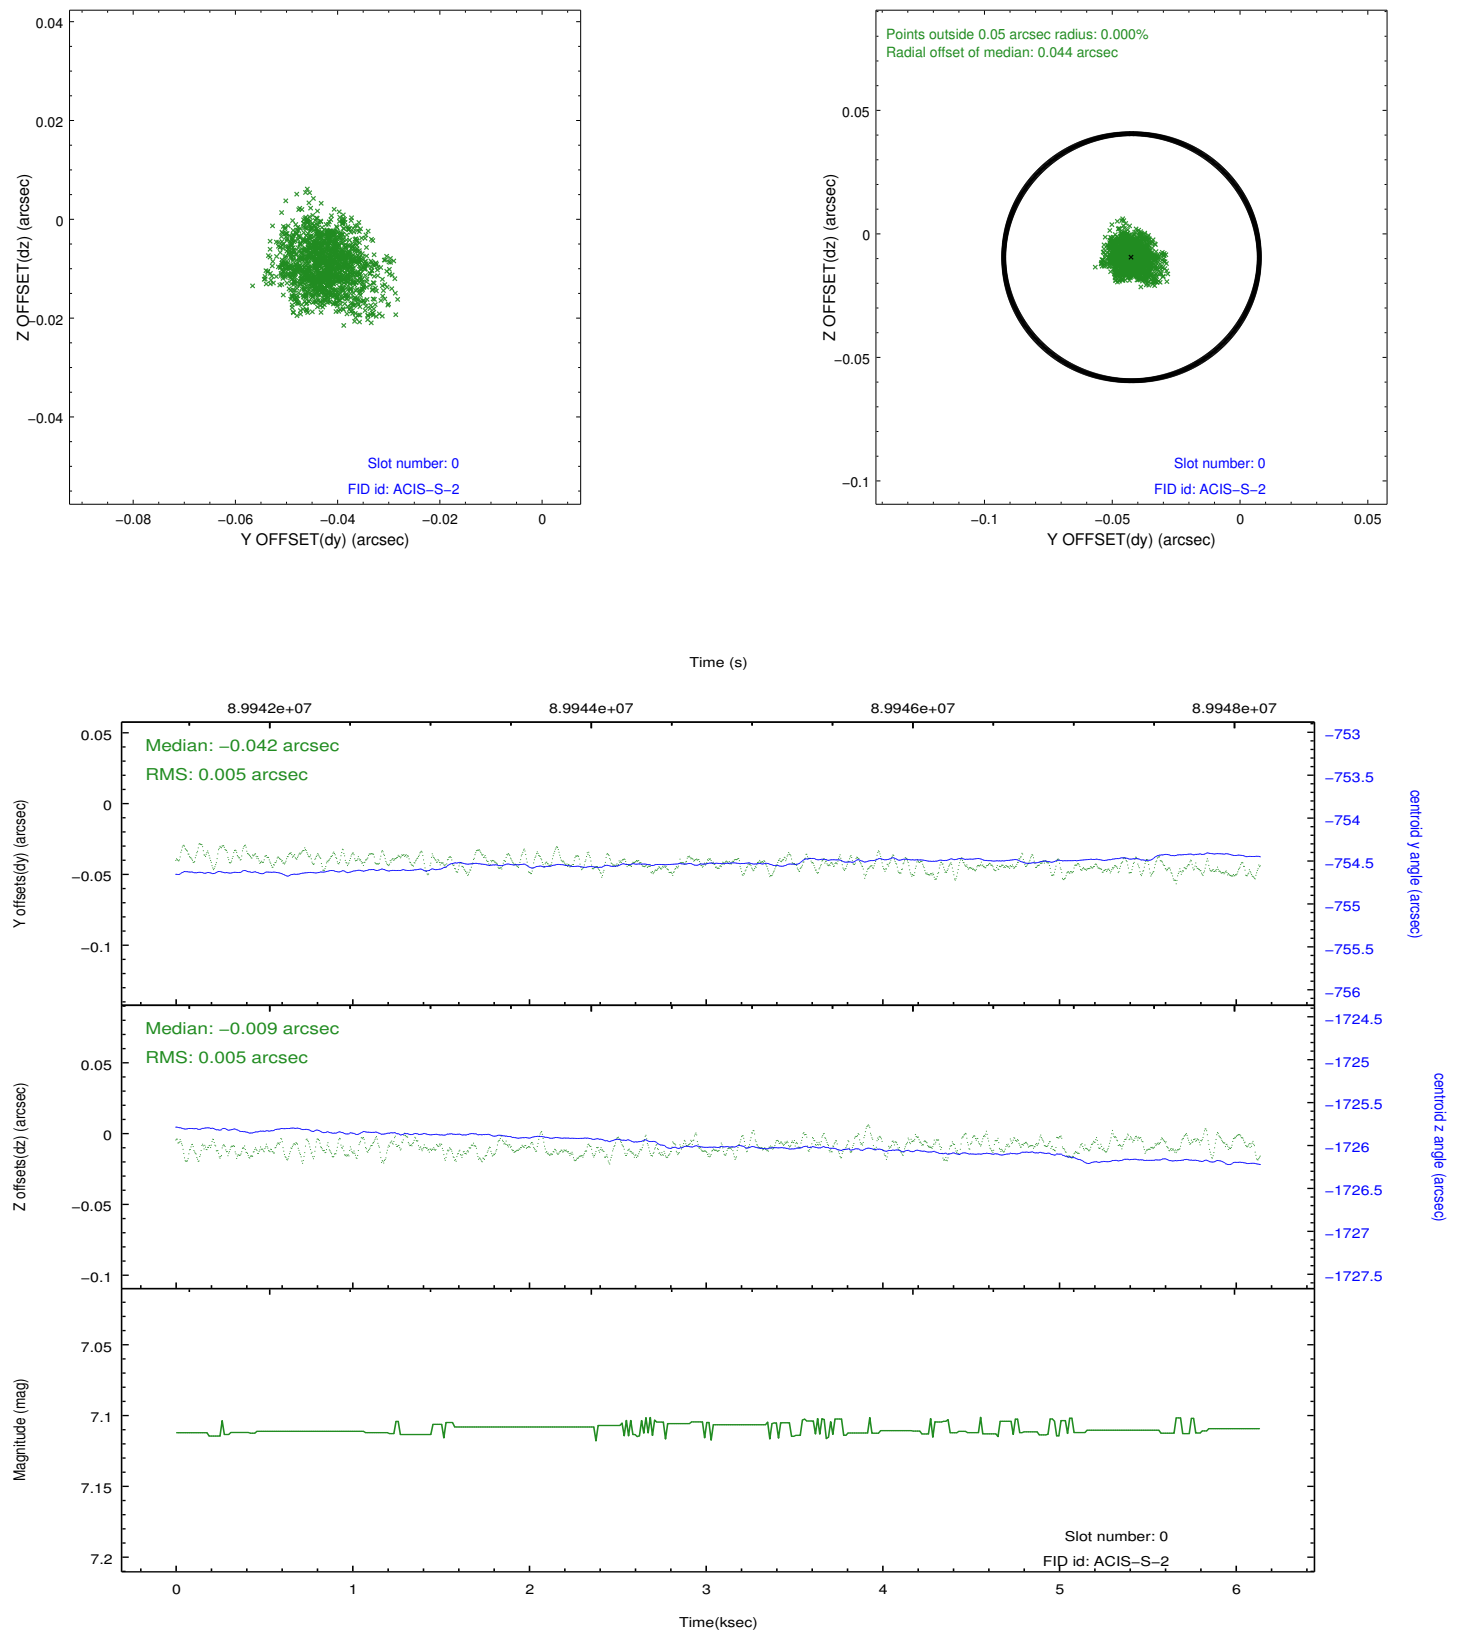 0.04
0.02
0
−0.02
−0.04
Z OFFSET(dz) (arcsec)
Slot number: 0
FID id: ACIS−S−2
−0.08
−0.06
−0.04
−0.02
0
Y OFFSET(dy) (arcsec)
Points outside 0.05 arcsec radius: 0.000%
Radial offset of median: 0.044 arcsec
0.05
0
−0.05
−0.1
Z OFFSET(dz) (arcsec)
Slot number: 0
FID id: ACIS−S−2
−0.1
−0.05
0
0.05
Y OFFSET(dy) (arcsec)
Time (s)
8.9942e+07
8.9944e+07
8.9946e+07
8.9948e+07
Median: −0.042 arcsec
RMS: 0.005 arcsec
0.05
0
−0.05
−0.1
Y offsets(dy) (arcsec)
−753
−753.5
−754
−754.5
−755
−755.5
−756
centroid y angle (arcsec)
Median: −0.009 arcsec
RMS: 0.005 arcsec
0.05
0
−0.05
−0.1
Z offsets(dz) (arcsec)
−1724.5
−1725
−1725.5
−1726
−1726.5
−1727
−1727.5
centroid z angle (arcsec)
7.05
7.1
7.15
7.2
Magnitude (mag)
Slot number: 0
FID id: ACIS−S−2
0
1
2
3
4
5
6
Time(ksec)